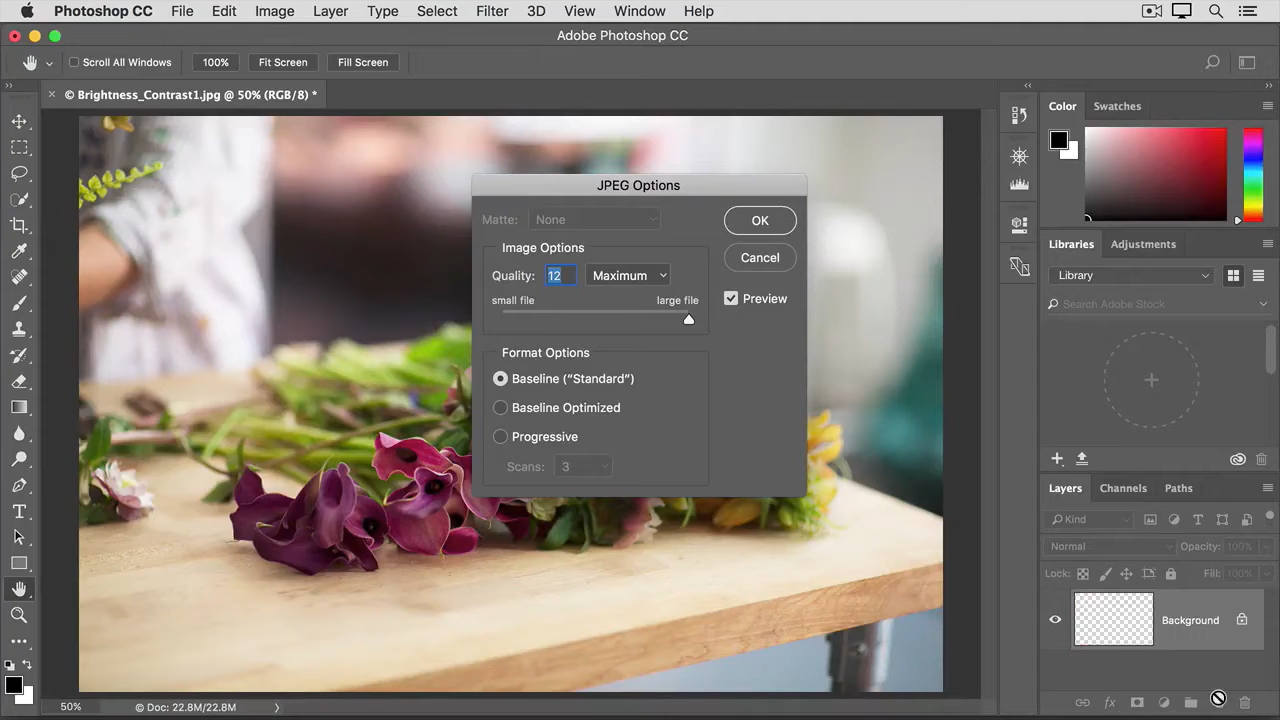 Photoshop CC File Edit Image Layer Type Select Filter 3D View Window Help
Adobe Photoshop CC
Scroll All Windows 100% Fit Screen Fill Screen
© Brightness_Contrast1.jpg @ 50% (RGB/8) *
Color Swatches
JPEG Options
Matte: None
OK
Image Options
Cancel
Quality: 12 Maximum
small file large file
Preview
Format Options
Baseline (“Standard”)
Baseline Optimized
Progressive
Scans: 3
Libraries Adjustments
Library
Search Adobe Stock
Layers Channels Paths
Kind
Normal Opacity: 100%
Lock: Fill: 100%
Background
fx
50% © Doc: 22.8M/22.8M